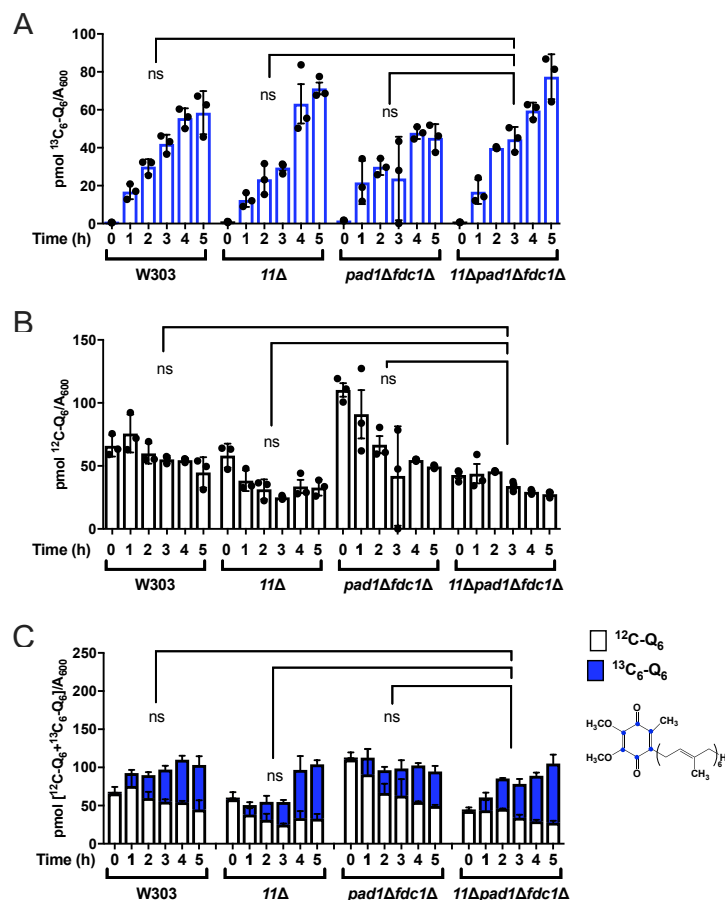 A
pmol ¹³C₆-Q₆/A₆₀₀
100
80
60
40
20
0
ns
ns
ns
Time (h) 0 1 2 3 4 5 0 1 2 3 4 5 0 1 2 3 4 5 0 1 2 3 4 5
W303 11Δ pad1Δfdc1Δ 11Δpad1Δfdc1Δ
B
pmol ¹²C-Q₆/A₆₀₀
150
100
50
0
ns
ns
ns
Time (h) 0 1 2 3 4 5 0 1 2 3 4 5 0 1 2 3 4 5 0 1 2 3 4 5
W303 11Δ pad1Δfdc1Δ 11Δpad1Δfdc1Δ
C
pmol [¹²C-Q₆+¹³C₆-Q₆]/A₆₀₀
250
200
150
100
50
0
ns
ns
ns
Time (h) 0 1 2 3 4 5 0 1 2 3 4 5 0 1 2 3 4 5 0 1 2 3 4 5
W303 11Δ pad1Δfdc1Δ 11Δpad1Δfdc1Δ
¹²C-Q₆
¹³C₆-Q₆
O
CH₃O CH₃
CH₃O H
6
O CH₃